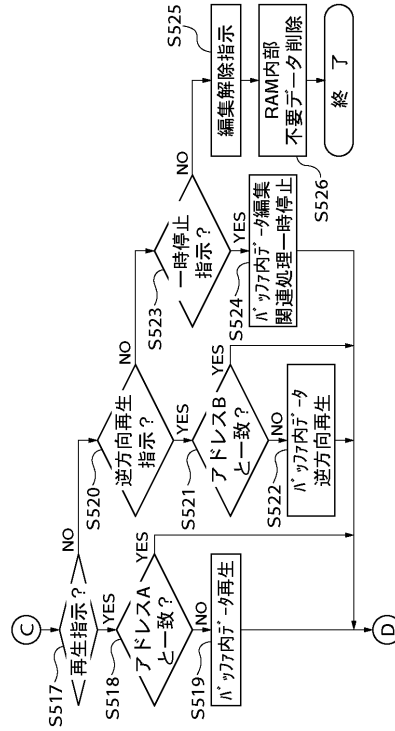 C
S517
再生指示?
NO
YES
S518
アドレスA
と一致?
YES
NO
S519
バッファ内データ再生
D
S520
逆方向再生
指示?
NO
YES
S521
アドレスB
と一致?
YES
NO
S522
バッファ内データ
逆方向再生
S523
一時停止
指示?
NO
YES
S524
バッファ内データ編集
関連処理一時停止
S525
編集解除指示
RAM内部
不要データ削除
S526
終 了